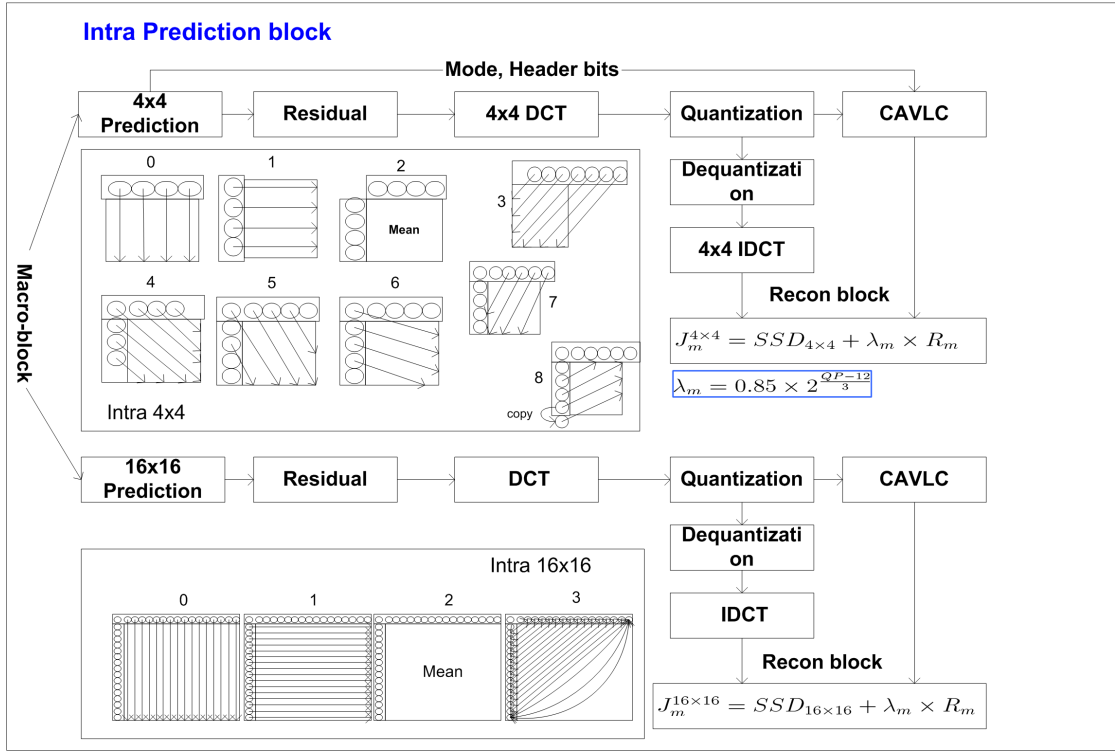 Intra Prediction block
Mode, Header bits
4x4
Prediction
Residual
4x4 DCT
Quantization
CAVLC
0
1
2
3
Mean
Dequantizati
on
4x4 IDCT
Macro-block
4
5
6
7
8
copy
Intra 4x4
Recon block
J_m^{4×4} = SSD_{4×4} + λ_m × R_m
λ_m = 0.85 × 2^{\frac{QP−12}{3}}
16x16
Prediction
Residual
DCT
Quantization
CAVLC
Dequantizati
on
IDCT
Intra 16x16
0
1
2
3
Mean
Recon block
J_m^{16×16} = SSD_{16×16} + λ_m × R_m